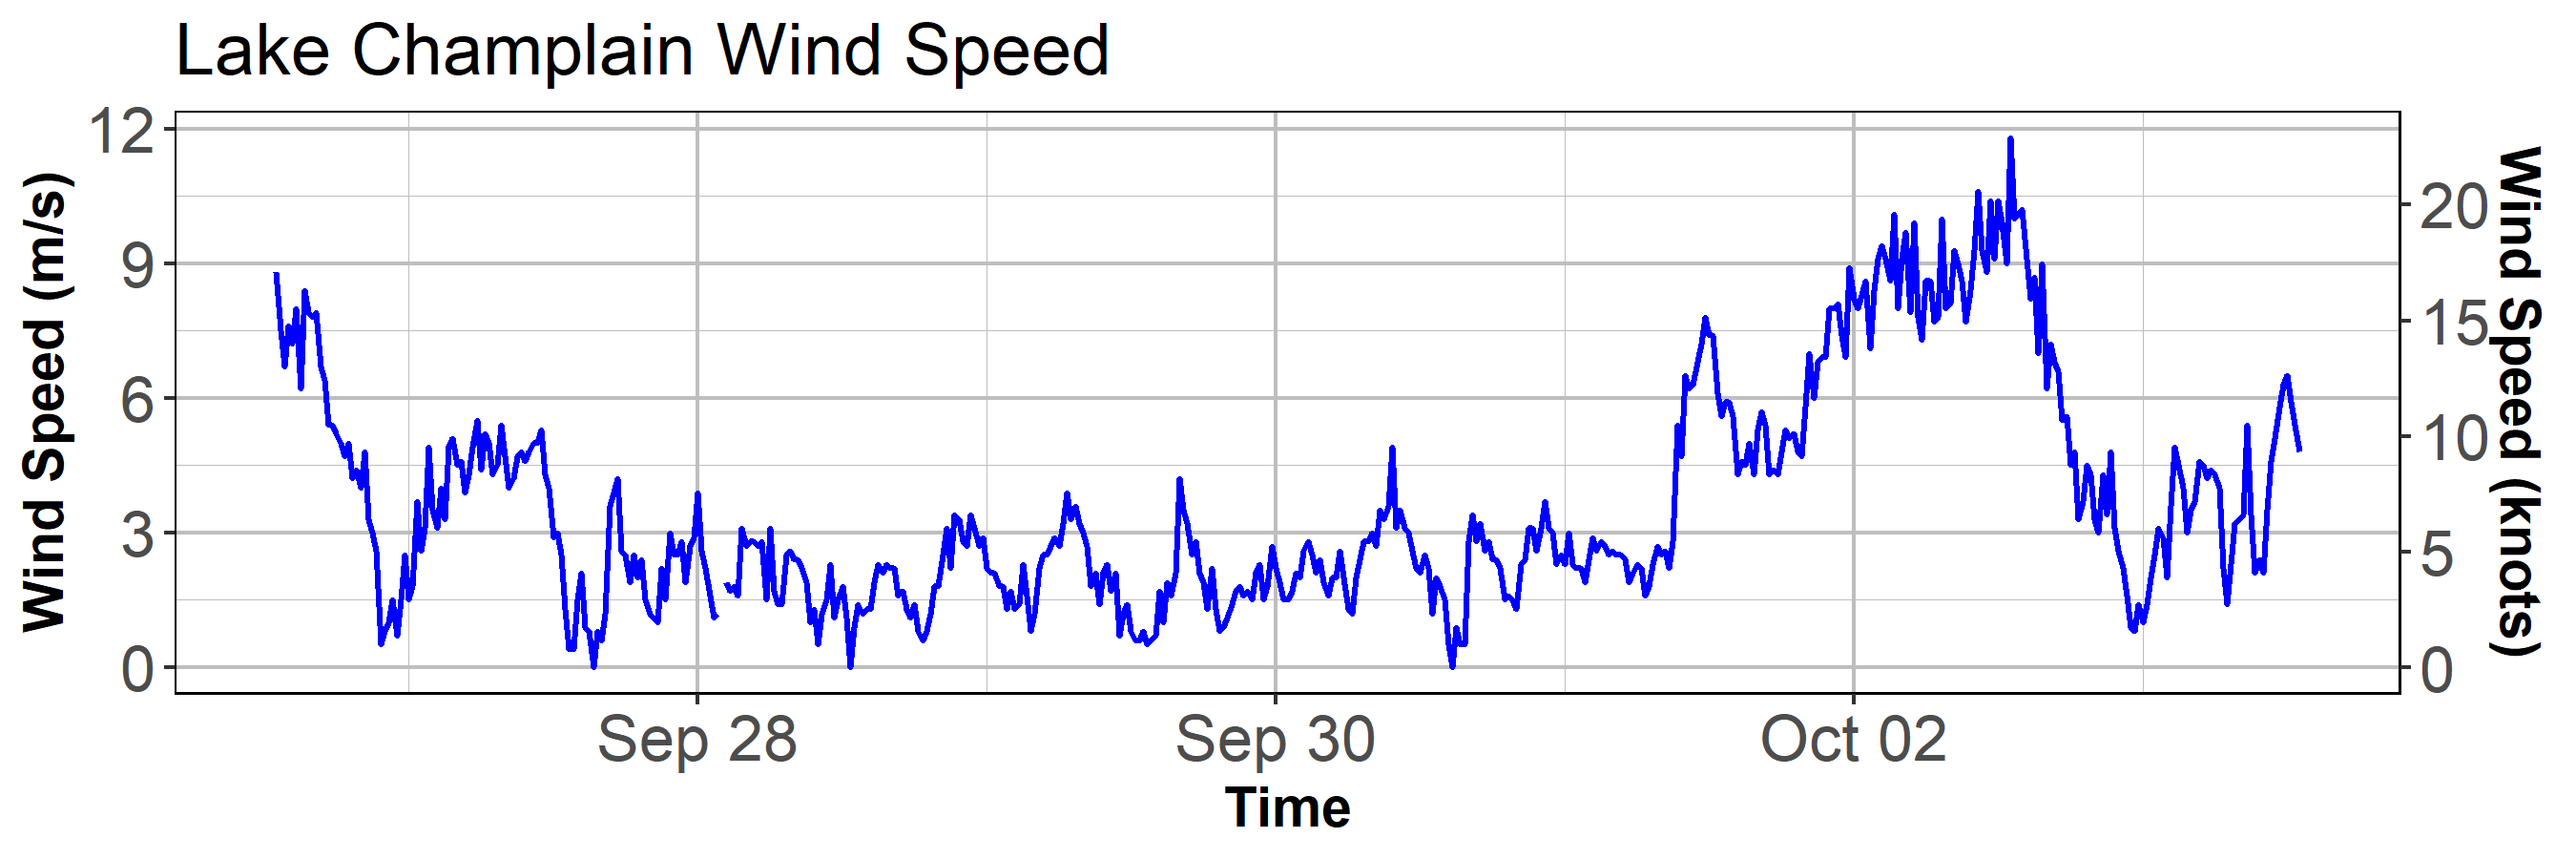 Lake Champlain Wind Speed
Wind Speed (m/s)
12
9
6
3
0
20
15
10
5
0
Wind Speed (knots)
Sep 28
Sep 30
Oct 02
Time